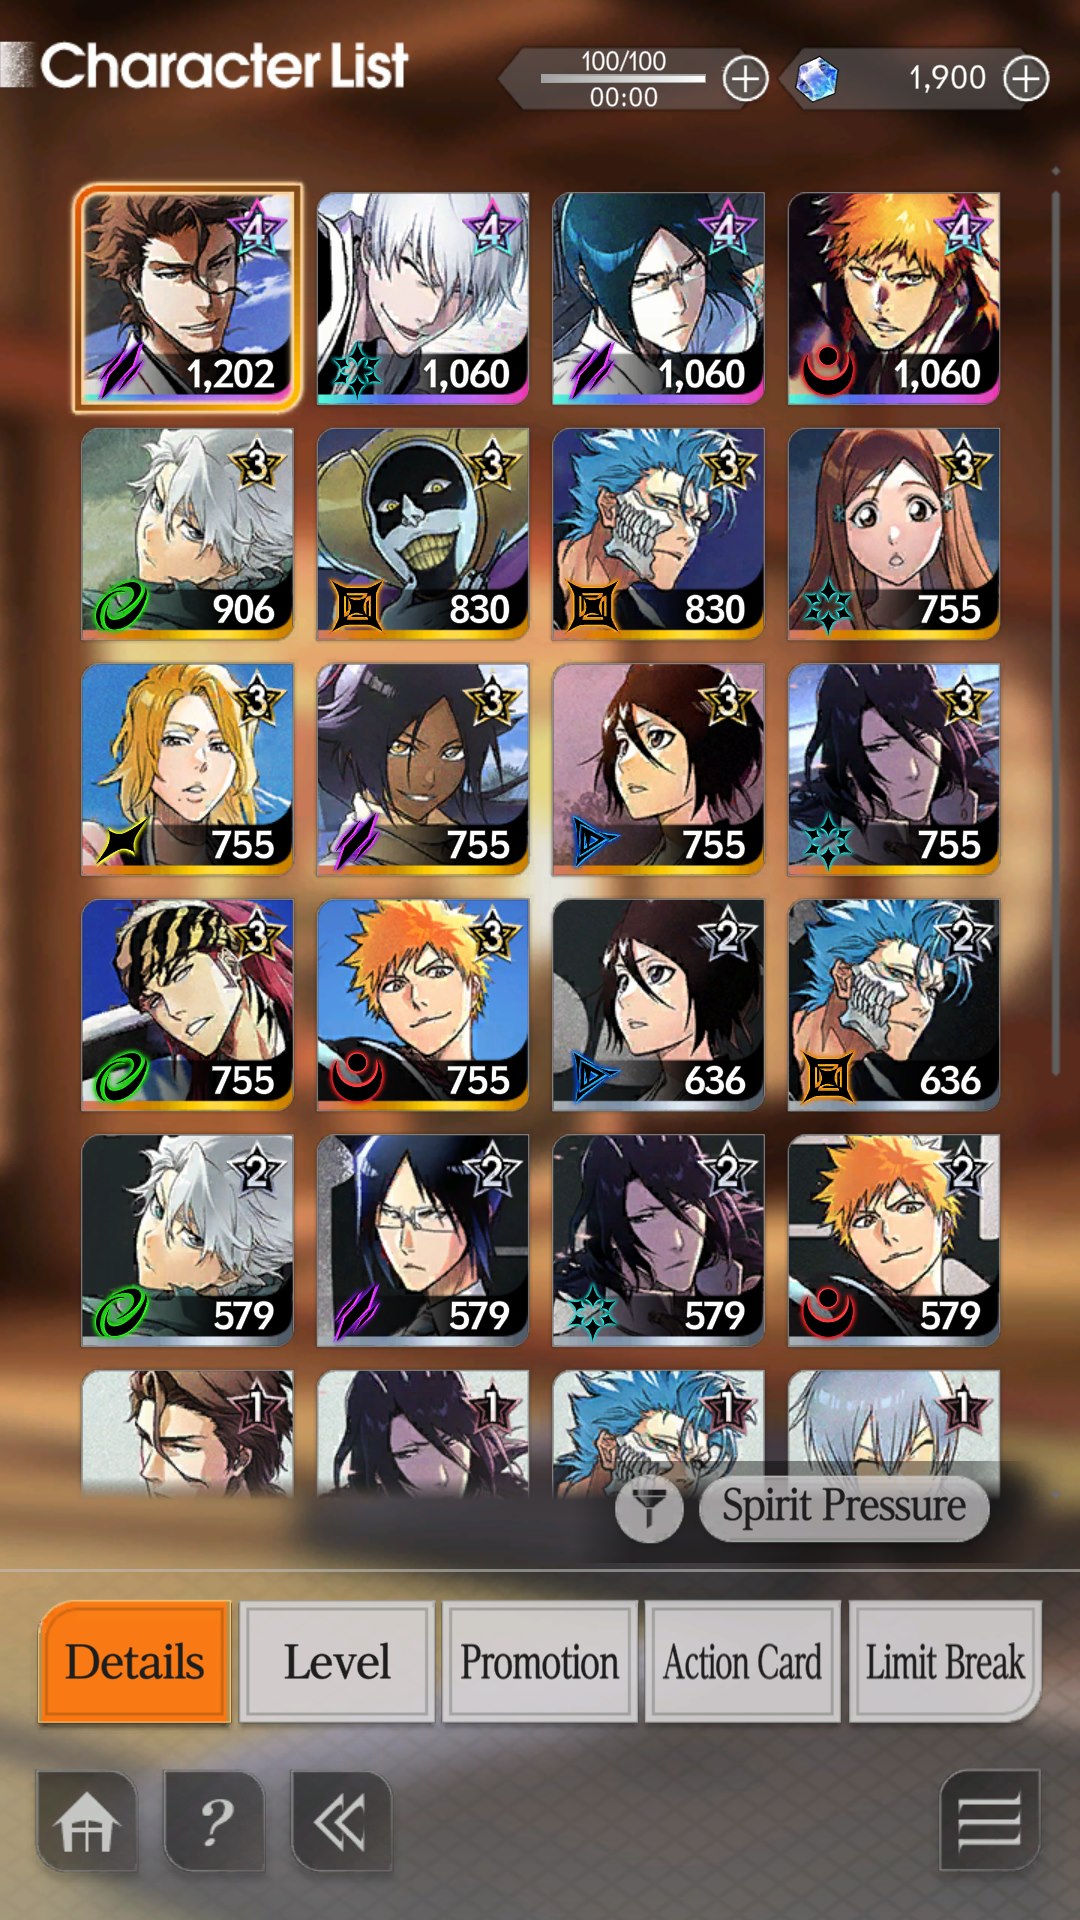 Character List
100/100
00:00
1,900
4 4 4 4
1,202 1,060 1,060 1,060
3 3 3 3
906 830 830 755
3 3 3 3
755 755 755 755
3 3 2 2
755 755 636 636
2 2 2 2
579 579 579 579
1 1 1 1
Spirit Pressure
Details Level Promotion Action Card Limit Break
?